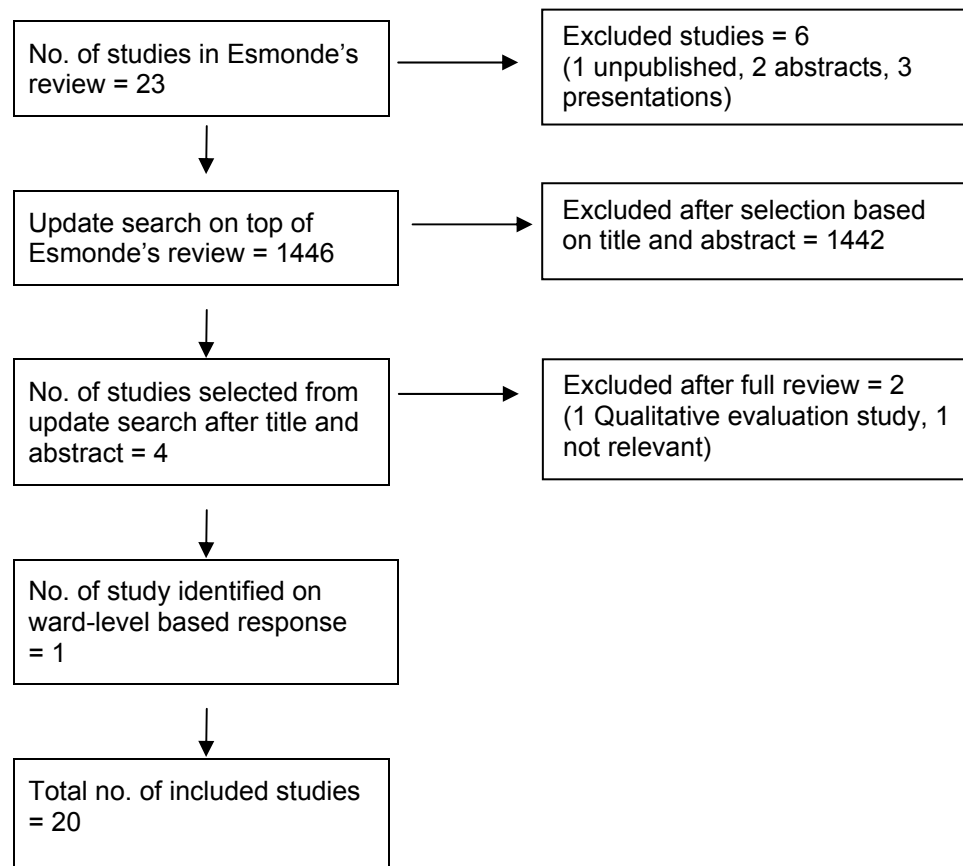 No. of studies in Esmonde’s
review = 23
Excluded studies = 6
(1 unpublished, 2 abstracts, 3
presentations)
Update search on top of
Esmonde’s review = 1446
Excluded after selection based
on title and abstract = 1442
No. of studies selected from
update search after title and
abstract = 4
Excluded after full review = 2
(1 Qualitative evaluation study, 1
not relevant)
No. of study identified on
ward-level based response
= 1
Total no. of included studies
= 20